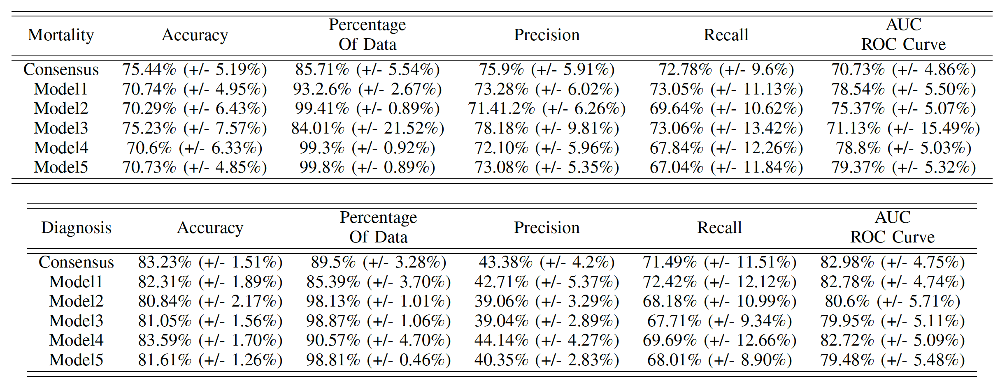 Mortality Accuracy Percentage Of Data Precision Recall AUC ROC Curve
Consensus 75.44% (+/- 5.19%) 85.71% (+/- 5.54%) 75.9% (+/- 5.91%) 72.78% (+/- 9.6%) 70.73% (+/- 4.86%)
Model1 70.74% (+/- 4.95%) 93.2.6% (+/- 2.67%) 73.28% (+/- 6.02%) 73.05% (+/- 11.13%) 78.54% (+/- 5.50%)
Model2 70.29% (+/- 6.43%) 99.41% (+/- 0.89%) 71.41.2% (+/- 6.26%) 69.64% (+/- 10.62%) 75.37% (+/- 5.07%)
Model3 75.23% (+/- 7.57%) 84.01% (+/- 21.52%) 78.18% (+/- 9.81%) 73.06% (+/- 13.42%) 71.13% (+/- 15.49%)
Model4 70.6% (+/- 6.33%) 99.3% (+/- 0.92%) 72.10% (+/- 5.96%) 67.84% (+/- 12.26%) 78.8% (+/- 5.03%)
Model5 70.73% (+/- 4.85%) 99.8% (+/- 0.89%) 73.08% (+/- 5.35%) 67.04% (+/- 11.84%) 79.37% (+/- 5.32%)
Diagnosis Accuracy Percentage Of Data Precision Recall AUC ROC Curve
Consensus 83.23% (+/- 1.51%) 89.5% (+/- 3.28%) 43.38% (+/- 4.2%) 71.49% (+/- 11.51%) 82.98% (+/- 4.75%)
Model1 82.31% (+/- 1.89%) 85.39% (+/- 3.70%) 42.71% (+/- 5.37%) 72.42% (+/- 12.12%) 82.78% (+/- 4.74%)
Model2 80.84% (+/- 2.17%) 98.13% (+/- 1.01%) 39.06% (+/- 3.29%) 68.18% (+/- 10.99%) 80.6% (+/- 5.71%)
Model3 81.05% (+/- 1.56%) 98.87% (+/- 1.06%) 39.04% (+/- 2.89%) 67.71% (+/- 9.34%) 79.95% (+/- 5.11%)
Model4 83.59% (+/- 1.70%) 90.57% (+/- 4.70%) 44.14% (+/- 4.27%) 69.69% (+/- 12.66%) 82.72% (+/- 5.09%)
Model5 81.61% (+/- 1.26%) 98.81% (+/- 0.46%) 40.35% (+/- 2.83%) 68.01% (+/- 8.90%) 79.48% (+/- 5.48%)